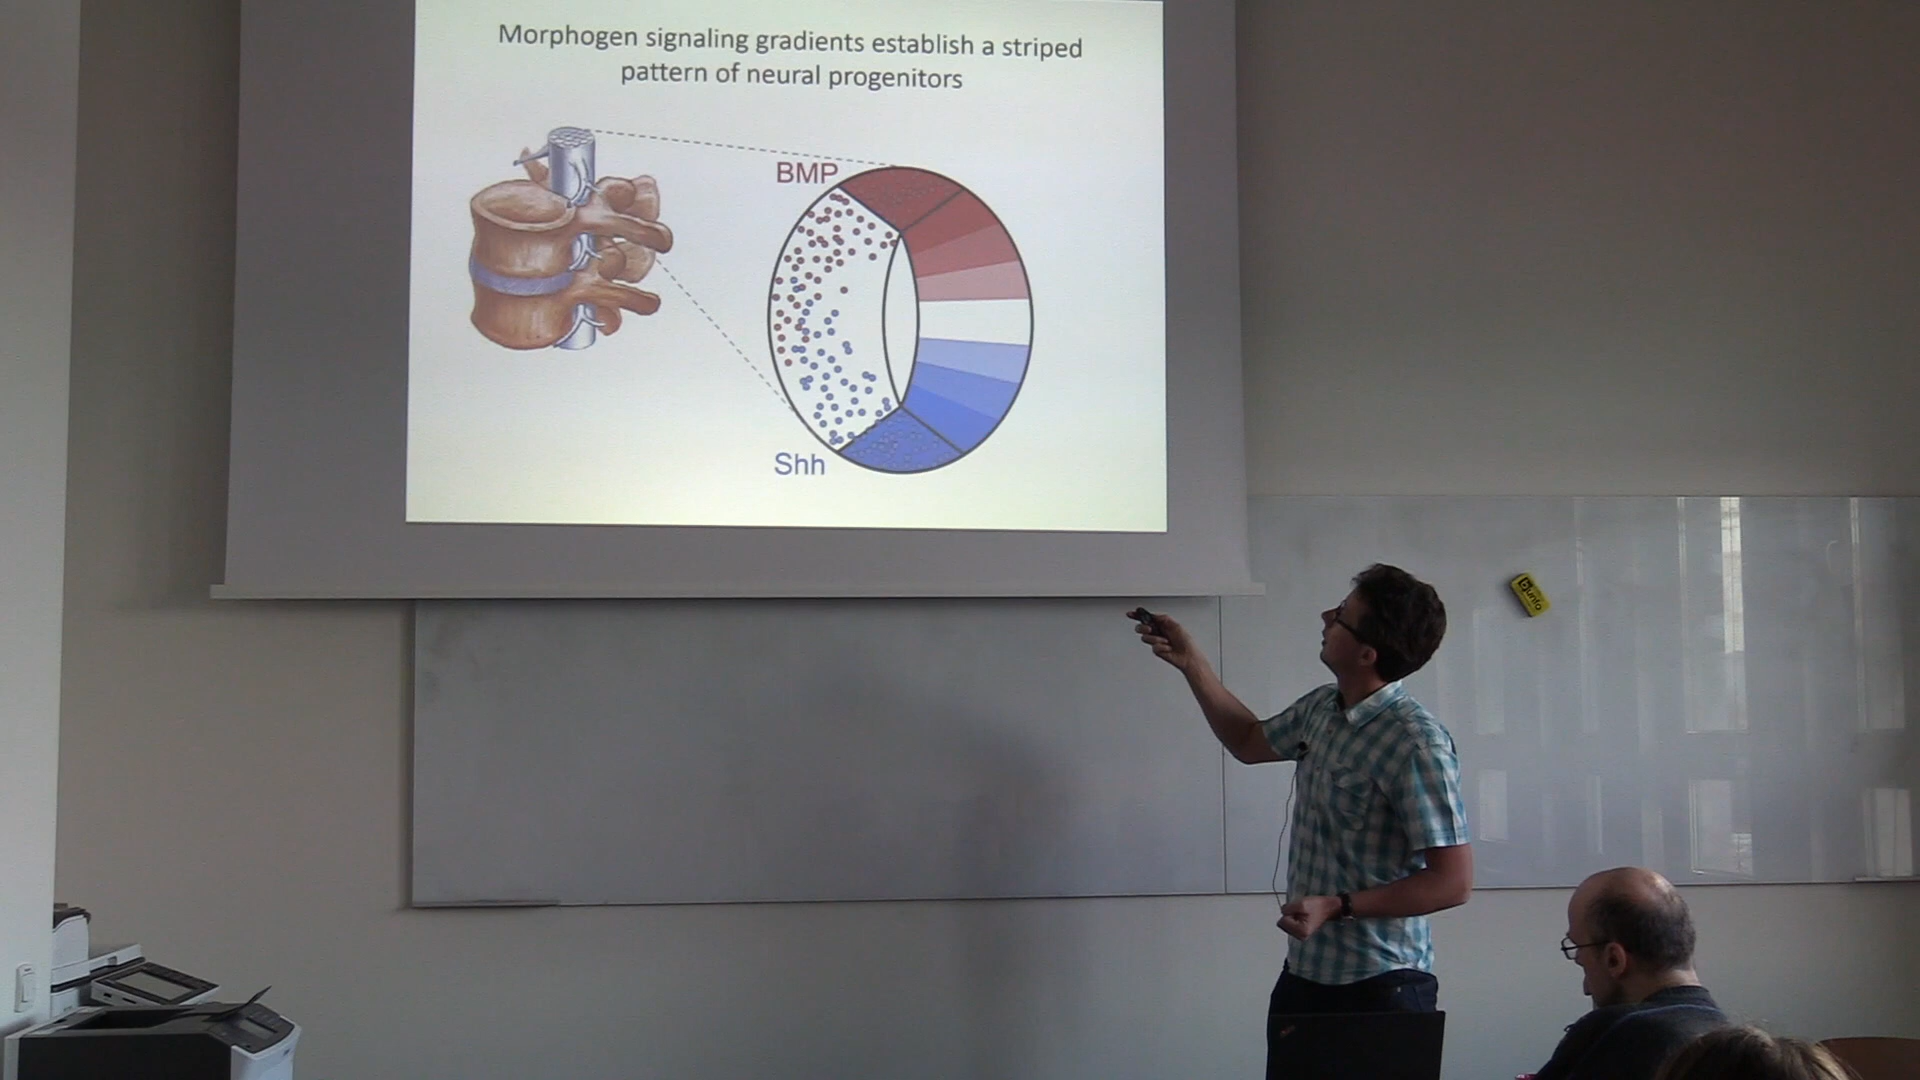 Morphogen signaling gradients establish a striped
pattern of neural progenitors
BMP
Shh